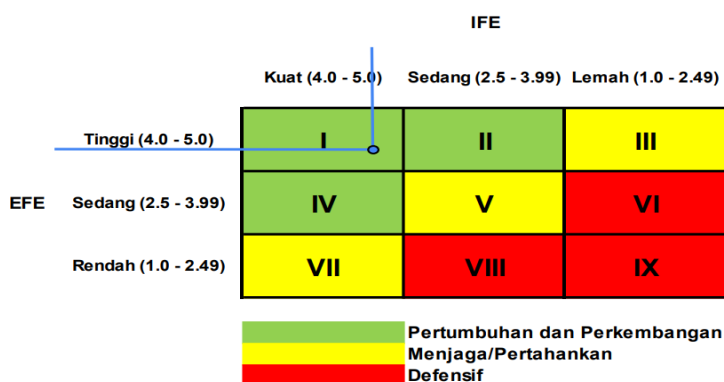 IFE
Kuat (4.0 - 5.0) Sedang (2.5 - 3.99) Lemah (1.0 - 2.49)
Tinggi (4.0 - 5.0) I II III
EFE Sedang (2.5 - 3.99) IV V VI
Rendah (1.0 - 2.49) VII VIII IX
Pertumbuhan dan Perkembangan
Menjaga/Pertahankan
Defensif